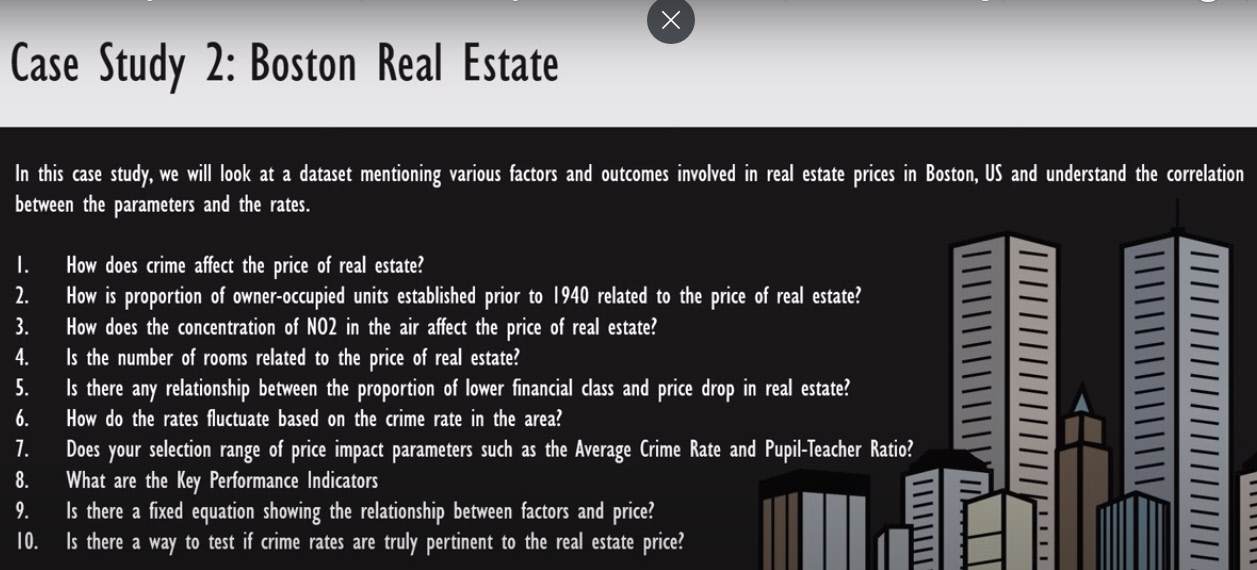 Case Study 2: Boston Real Estate
In this case study, we will look at a dataset mentioning various factors and outcomes involved in real estate prices in Boston, US and understand the correlation
between the parameters and the rates.
1. How does crime affect the price of real estate?
2. How is proportion of owner-occupied units established prior to 1940 related to the price of real estate?
3. How does the concentration of NO2 in the air affect the price of real estate?
4. Is the number of rooms related to the price of real estate?
5. Is there any relationship between the proportion of lower financial class and price drop in real estate?
6. How do the rates fluctuate based on the crime rate in the area?
7. Does your selection range of price impact parameters such as the Average Crime Rate and Pupil-Teacher Ratio?
8. What are the Key Performance Indicators
9. Is there a fixed equation showing the relationship between factors and price?
10. Is there a way to test if crime rates are truly pertinent to the real estate price?